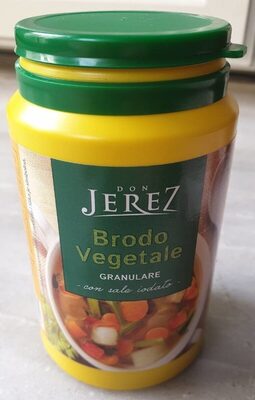 DON
JEREZ
Brodo
Vegetale
GRANULARE
- con sale iodato -